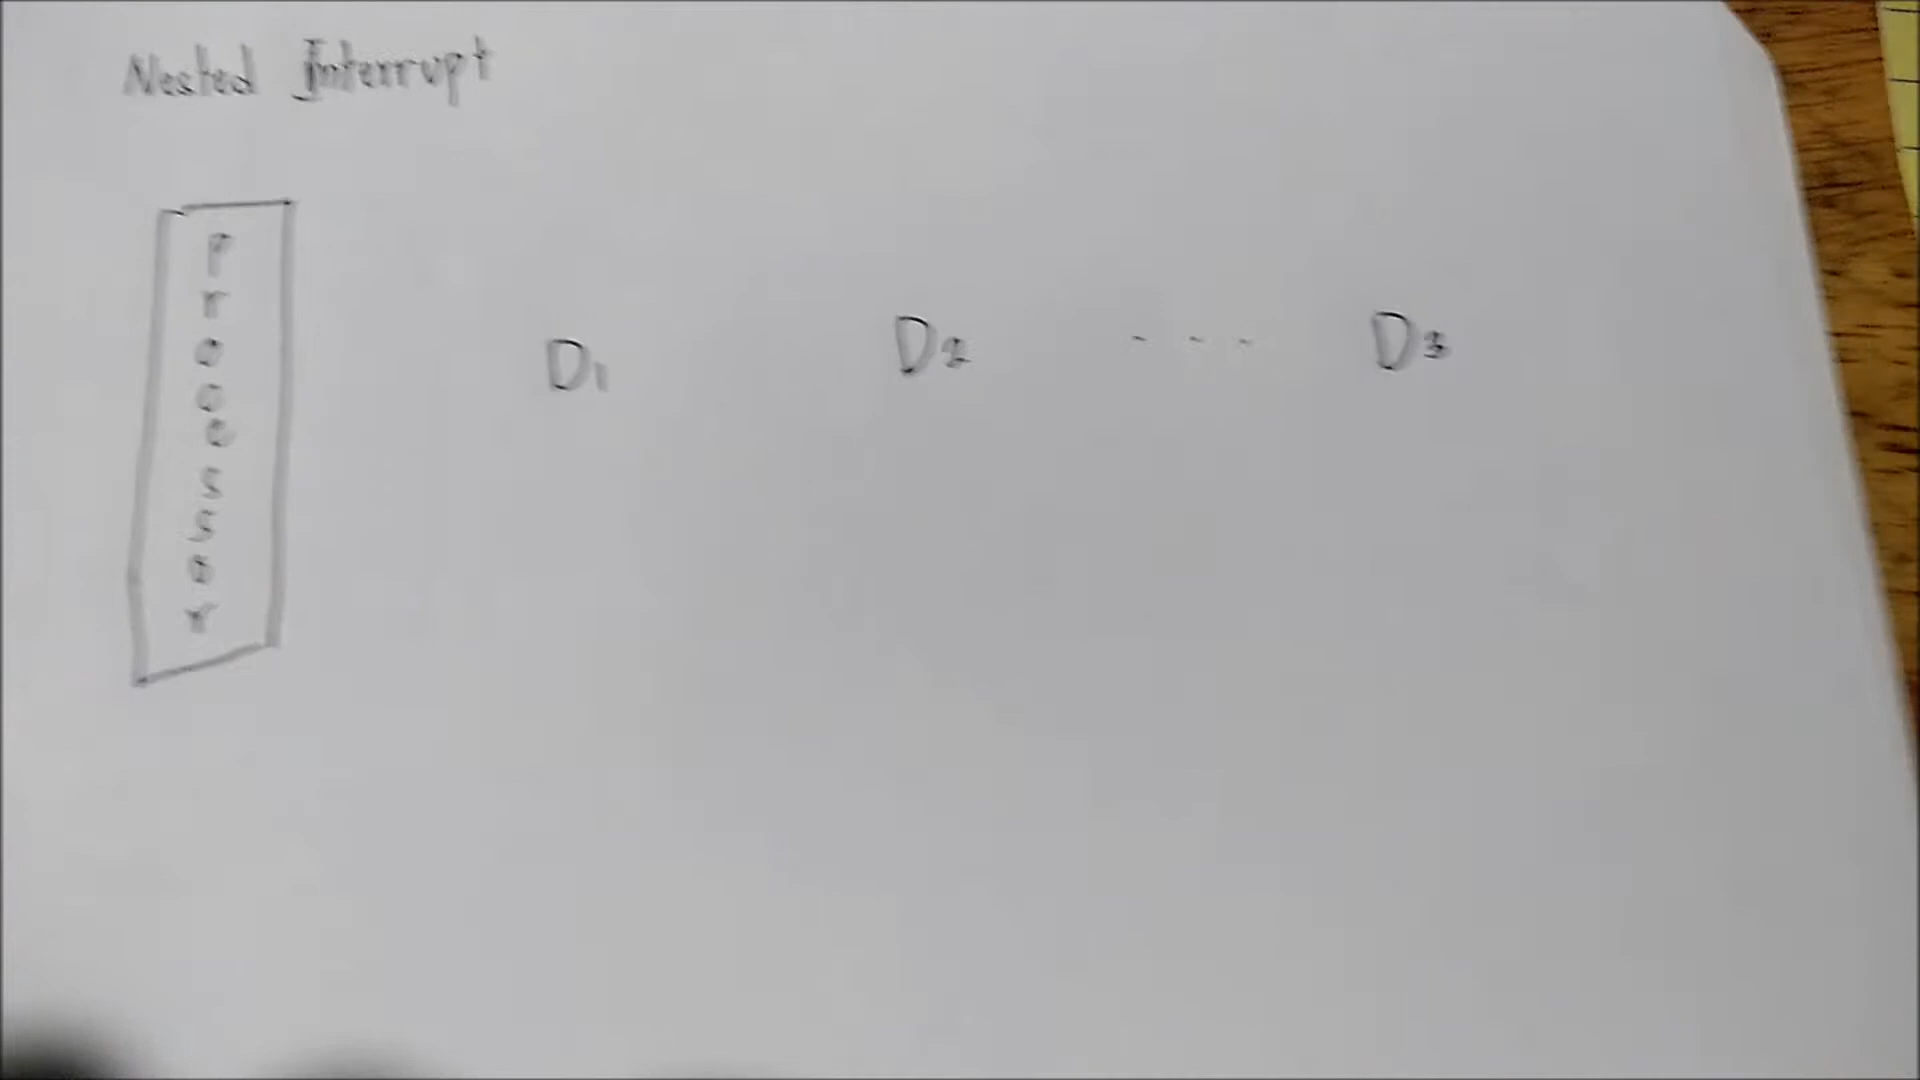 Nested Interrupt
Processor
D1 D2 - - - D3